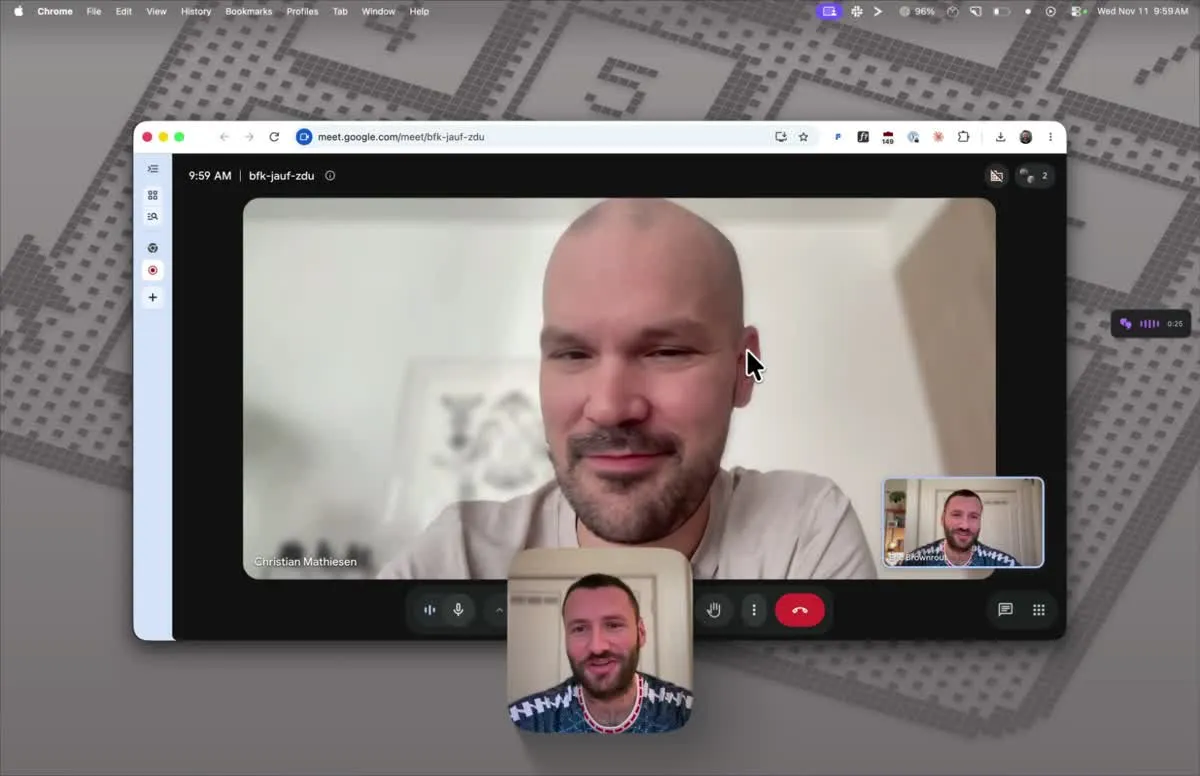 Chrome File Edit View History Bookmarks Profiles Tab Window Help
96%
Wed Nov 11 9:59AM
5
meet.google.com/meet/bfk-jauf-zdu
149
9:59 AM | bfk-jauf-zdu
2
0:25
Christian Mathiesen